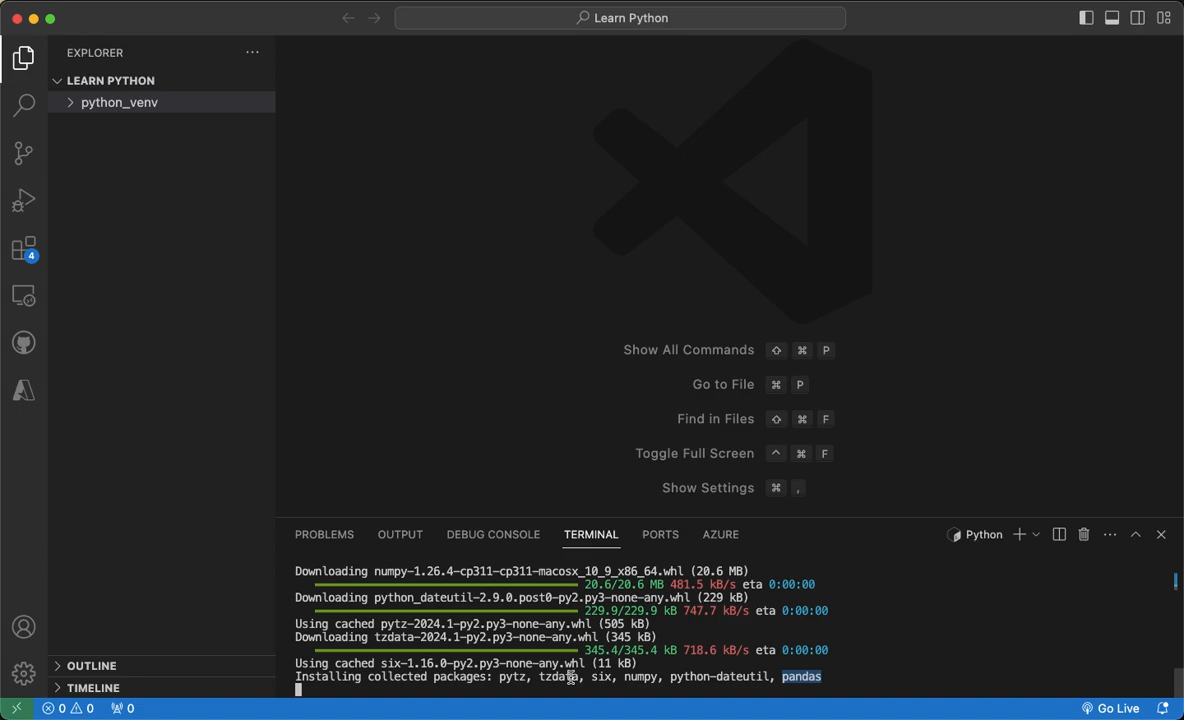 Learn Python
EXPLORER
LEARN PYTHON
python_venv
4
Show All Commands ⇧ ⌘ P
Go to File ⌘ P
Find in Files ⇧ ⌘ F
Toggle Full Screen ^ ⌘ F
Show Settings ⌘ ,
PROBLEMS OUTPUT DEBUG CONSOLE TERMINAL PORTS AZURE Python
Downloading numpy-1.26.4-cp311-cp311-macosx_10_9_x86_64.whl (20.6 MB)
20.6/20.6 MB 481.5 kB/s eta 0:00:00
Downloading python_dateutil-2.9.0.post0-py2.py3-none-any.whl (229 kB)
229.9/229.9 kB 747.7 kB/s eta 0:00:00
Using cached pytz-2024.1-py2.py3-none-any.whl (505 kB)
Downloading tzdata-2024.1-py2.py3-none-any.whl (345 kB)
345.4/345.4 kB 718.6 kB/s eta 0:00:00
Using cached six-1.16.0-py2.py3-none-any.whl (11 kB)
Installing collected packages: pytz, tzdata, six, numpy, python-dateutil, pandas
OUTLINE
TIMELINE
0 0 0 Go Live